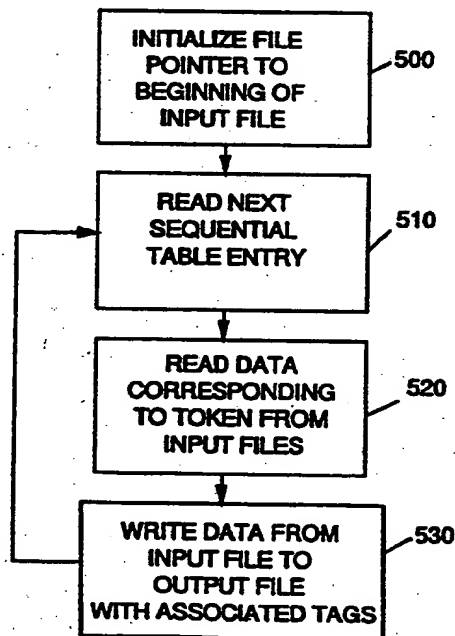 INITIALIZE FILE
POINTER TO
BEGINNING OF
INPUT FILE
500
READ NEXT
SEQUENTIAL
TABLE ENTRY
510
READ DATA
CORRESPONDING
TO TOKEN FROM
INPUT FILES
520
WRITE DATA FROM
INPUT FILE TO
OUTPUT FILE
WITH ASSOCIATED TAGS
530